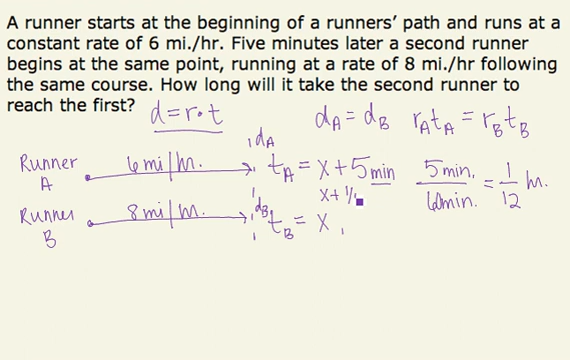 A runner starts at the beginning of a runners' path and runs at a
constant rate of 6 mi./hr. Five minutes later a second runner
begins at the same point, running at a rate of 8 mi./hr following
the same course. How long will it take the second runner to
reach the first?
d=r·t
d_A = d_B r_A t_A = r_B t_B
d_A
Runner A
6 mi/hr.
t_A = X+5 min
5 min. / 60 min. = 1/12 hr.
X+ 1/
Runner B
8 mi/hr.
d_B
t_B = X